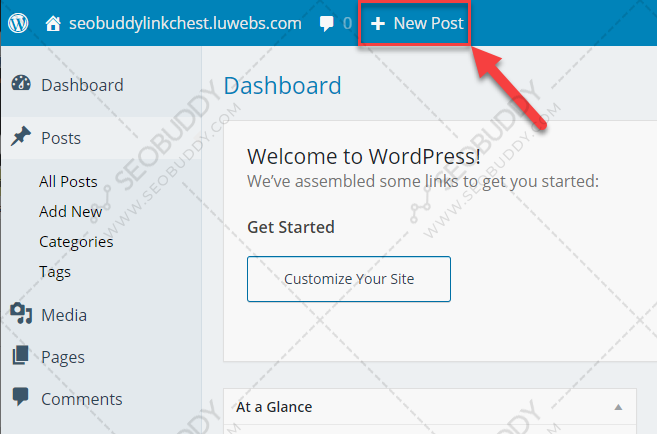 seobuddylinkchest.luwebs.com 0 + New Post
Dashboard
Posts
All Posts
Add New
Categories
Tags
Media
Pages
Comments
Dashboard
Welcome to WordPress!
We've assembled some links to get you started:
Get Started
Customize Your Site
At a Glance
SEOBUDDY
WWW.SEOBUDDY.COM
SEOBUDDY
WWW.SEOBUDDY.COM